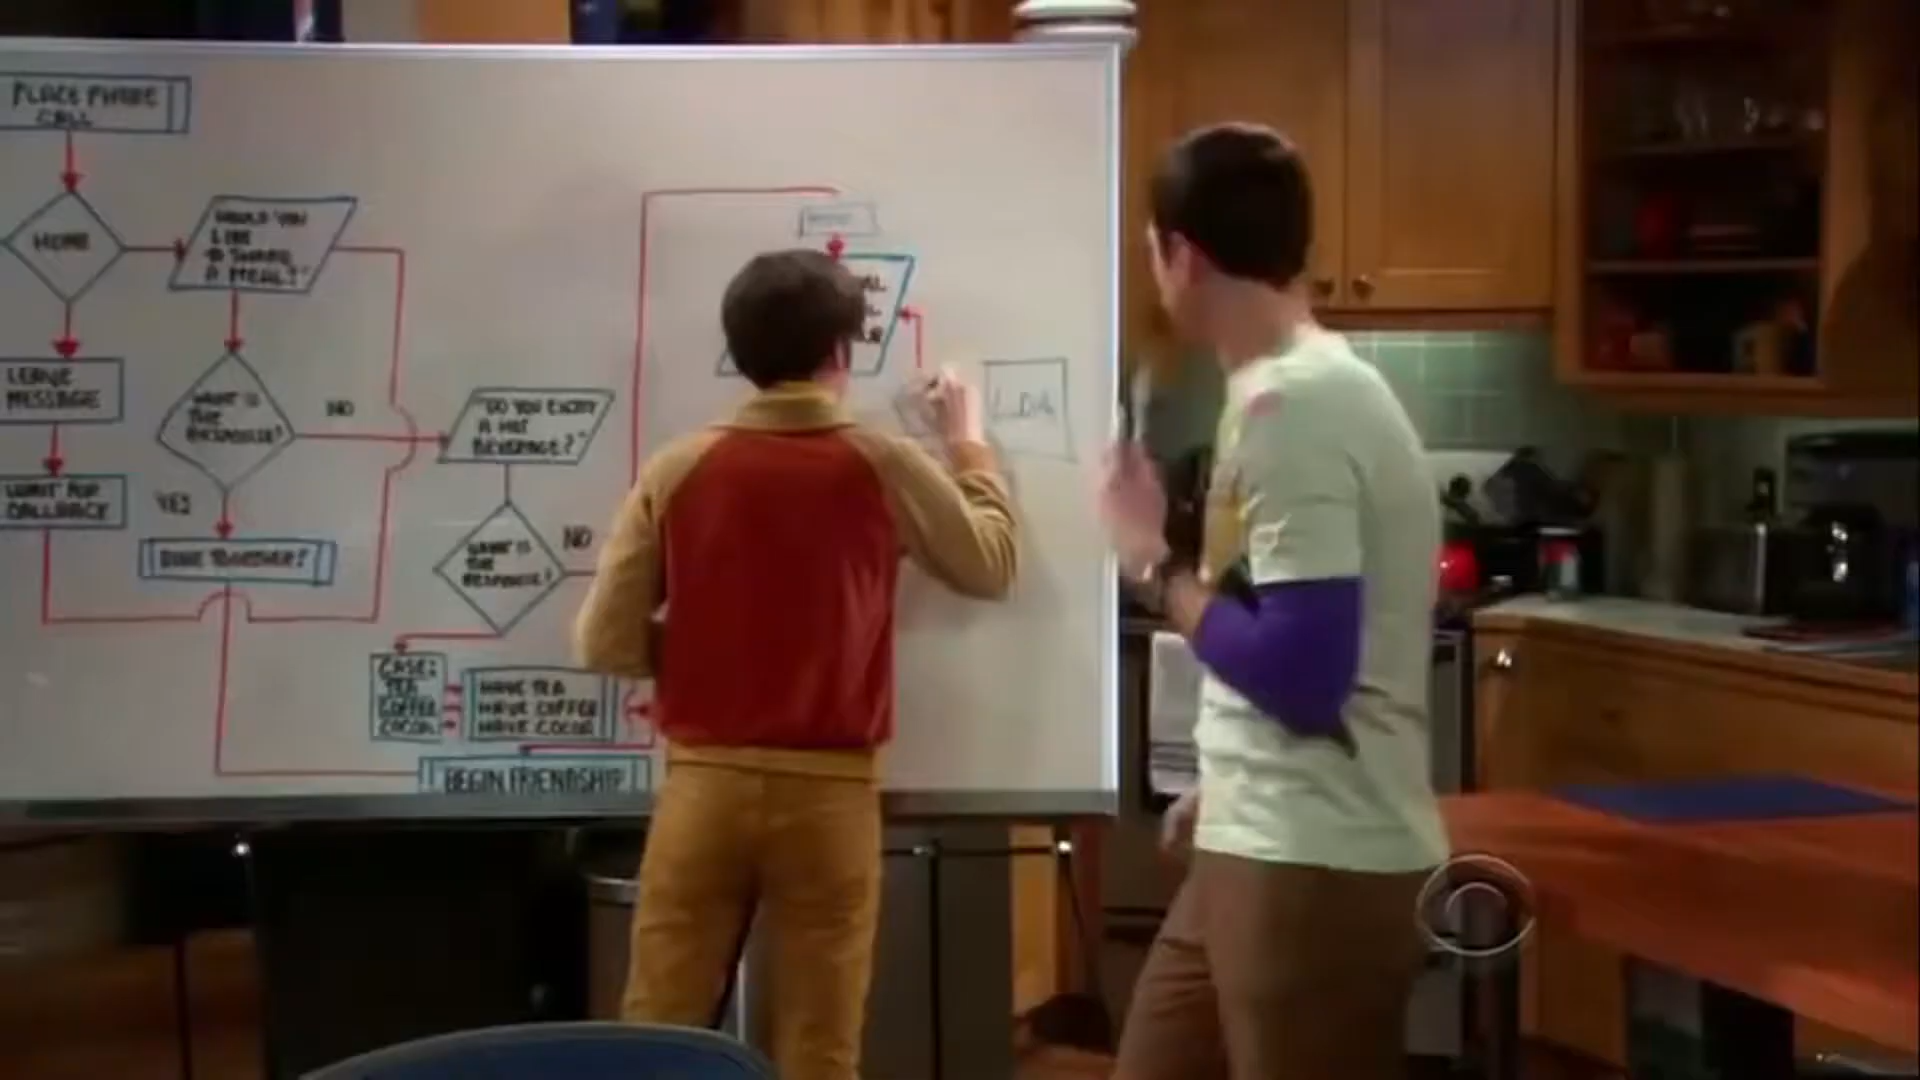 PLACE PHONE
CALL
HOME
"WOULD YOU
LIKE
TO SHARE
A MEAL?"
LEAVE
MESSAGE
WHAT IS
THE
RESPONSE?
NO
"DO YOU ENJOY
A HOT
BEVERAGE?"
WAIT FOR
CALLBACK
YES
DINE TOGETHER!
WHAT IS
THE
RESPONSE?
NO
CASE:
TEA
COFFEE
COCOA
HAVE TEA
HAVE COFFEE
HAVE COCOA
BEGIN FRIENDSHIP!